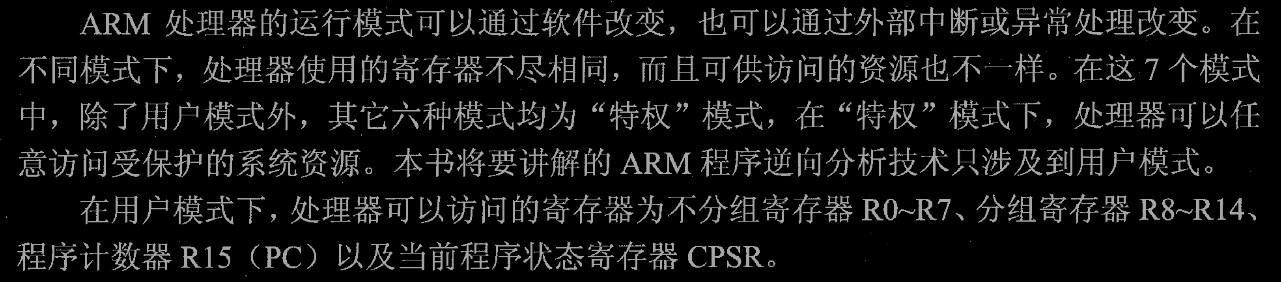 ARM 处理器的运行模式可以通过软件改变，也可以通过外部中断或异常处理改变。在
不同模式下，处理器使用的寄存器不尽相同，而且可供访问的资源也不一样。在这 7 个模式
中，除了用户模式外，其它六种模式均为“特权”模式，在“特权”模式下，处理器可以任
意访问受保护的系统资源。本书将要讲解的 ARM 程序逆向分析技术只涉及到用户模式。
在用户模式下，处理器可以访问的寄存器为不分组寄存器 R0~R7、分组寄存器 R8~R14、
程序计数器 R15（PC）以及当前程序状态寄存器 CPSR。